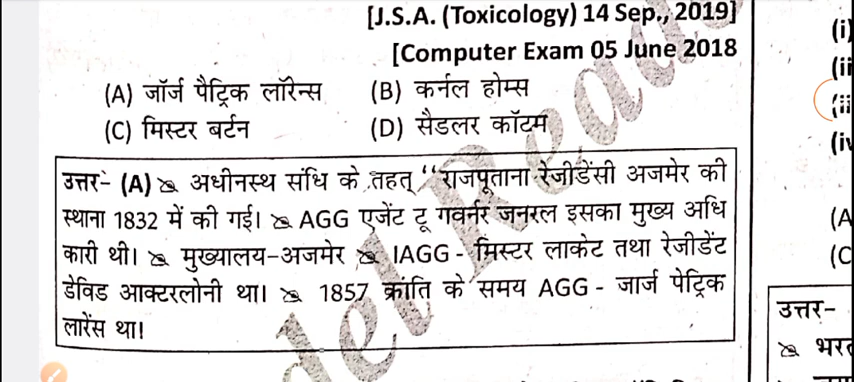 [J.S.A. (Toxicology) 14 Sep., 2019]
[Computer Exam 05 June 2018
(A) जॉर्ज पैट्रिक लॉरेन्स (B) कर्नल होम्स
(C) मिस्टर बर्टन (D) सैडलर कॉटम
उत्तर- (A) ⮚ अधीनस्थ संधि के तहत् ‘‘राजपूताना रेजीडेंसी अजमेर की
स्थाना 1832 में की गई। ⮚ AGG एजेंट टू गवर्नर जनरल इसका मुख्य अधि
कारी थी। ⮚ मुख्यालय-अजमेर ⮚ IAGG - मिस्टर लाकेट तथा रेजीडेंट
डेविड आक्टरलोनी था। ⮚ 1857 क्रांति के समय AGG - जार्ज पेट्रिक
लारेंस था।
(i)
(A
(C
उत्तर-